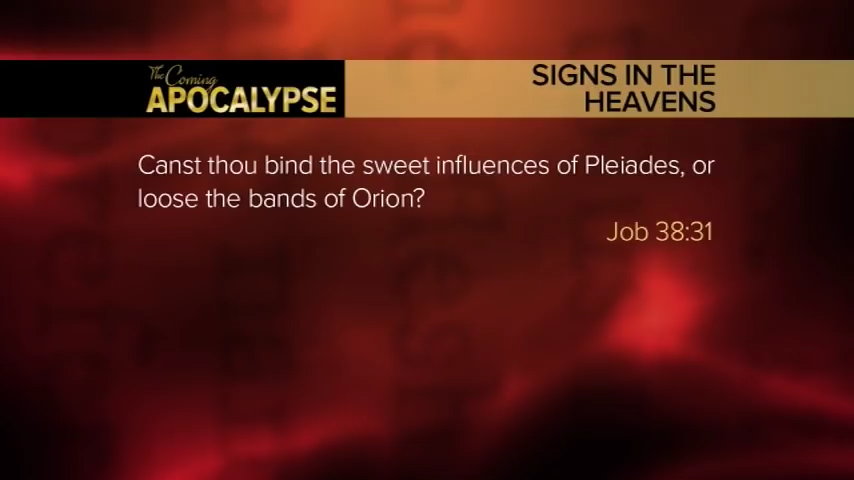 The Coming
APOCALYPSE
SIGNS IN THE
HEAVENS
Canst thou bind the sweet influences of Pleiades, or
loose the bands of Orion?
Job 38:31